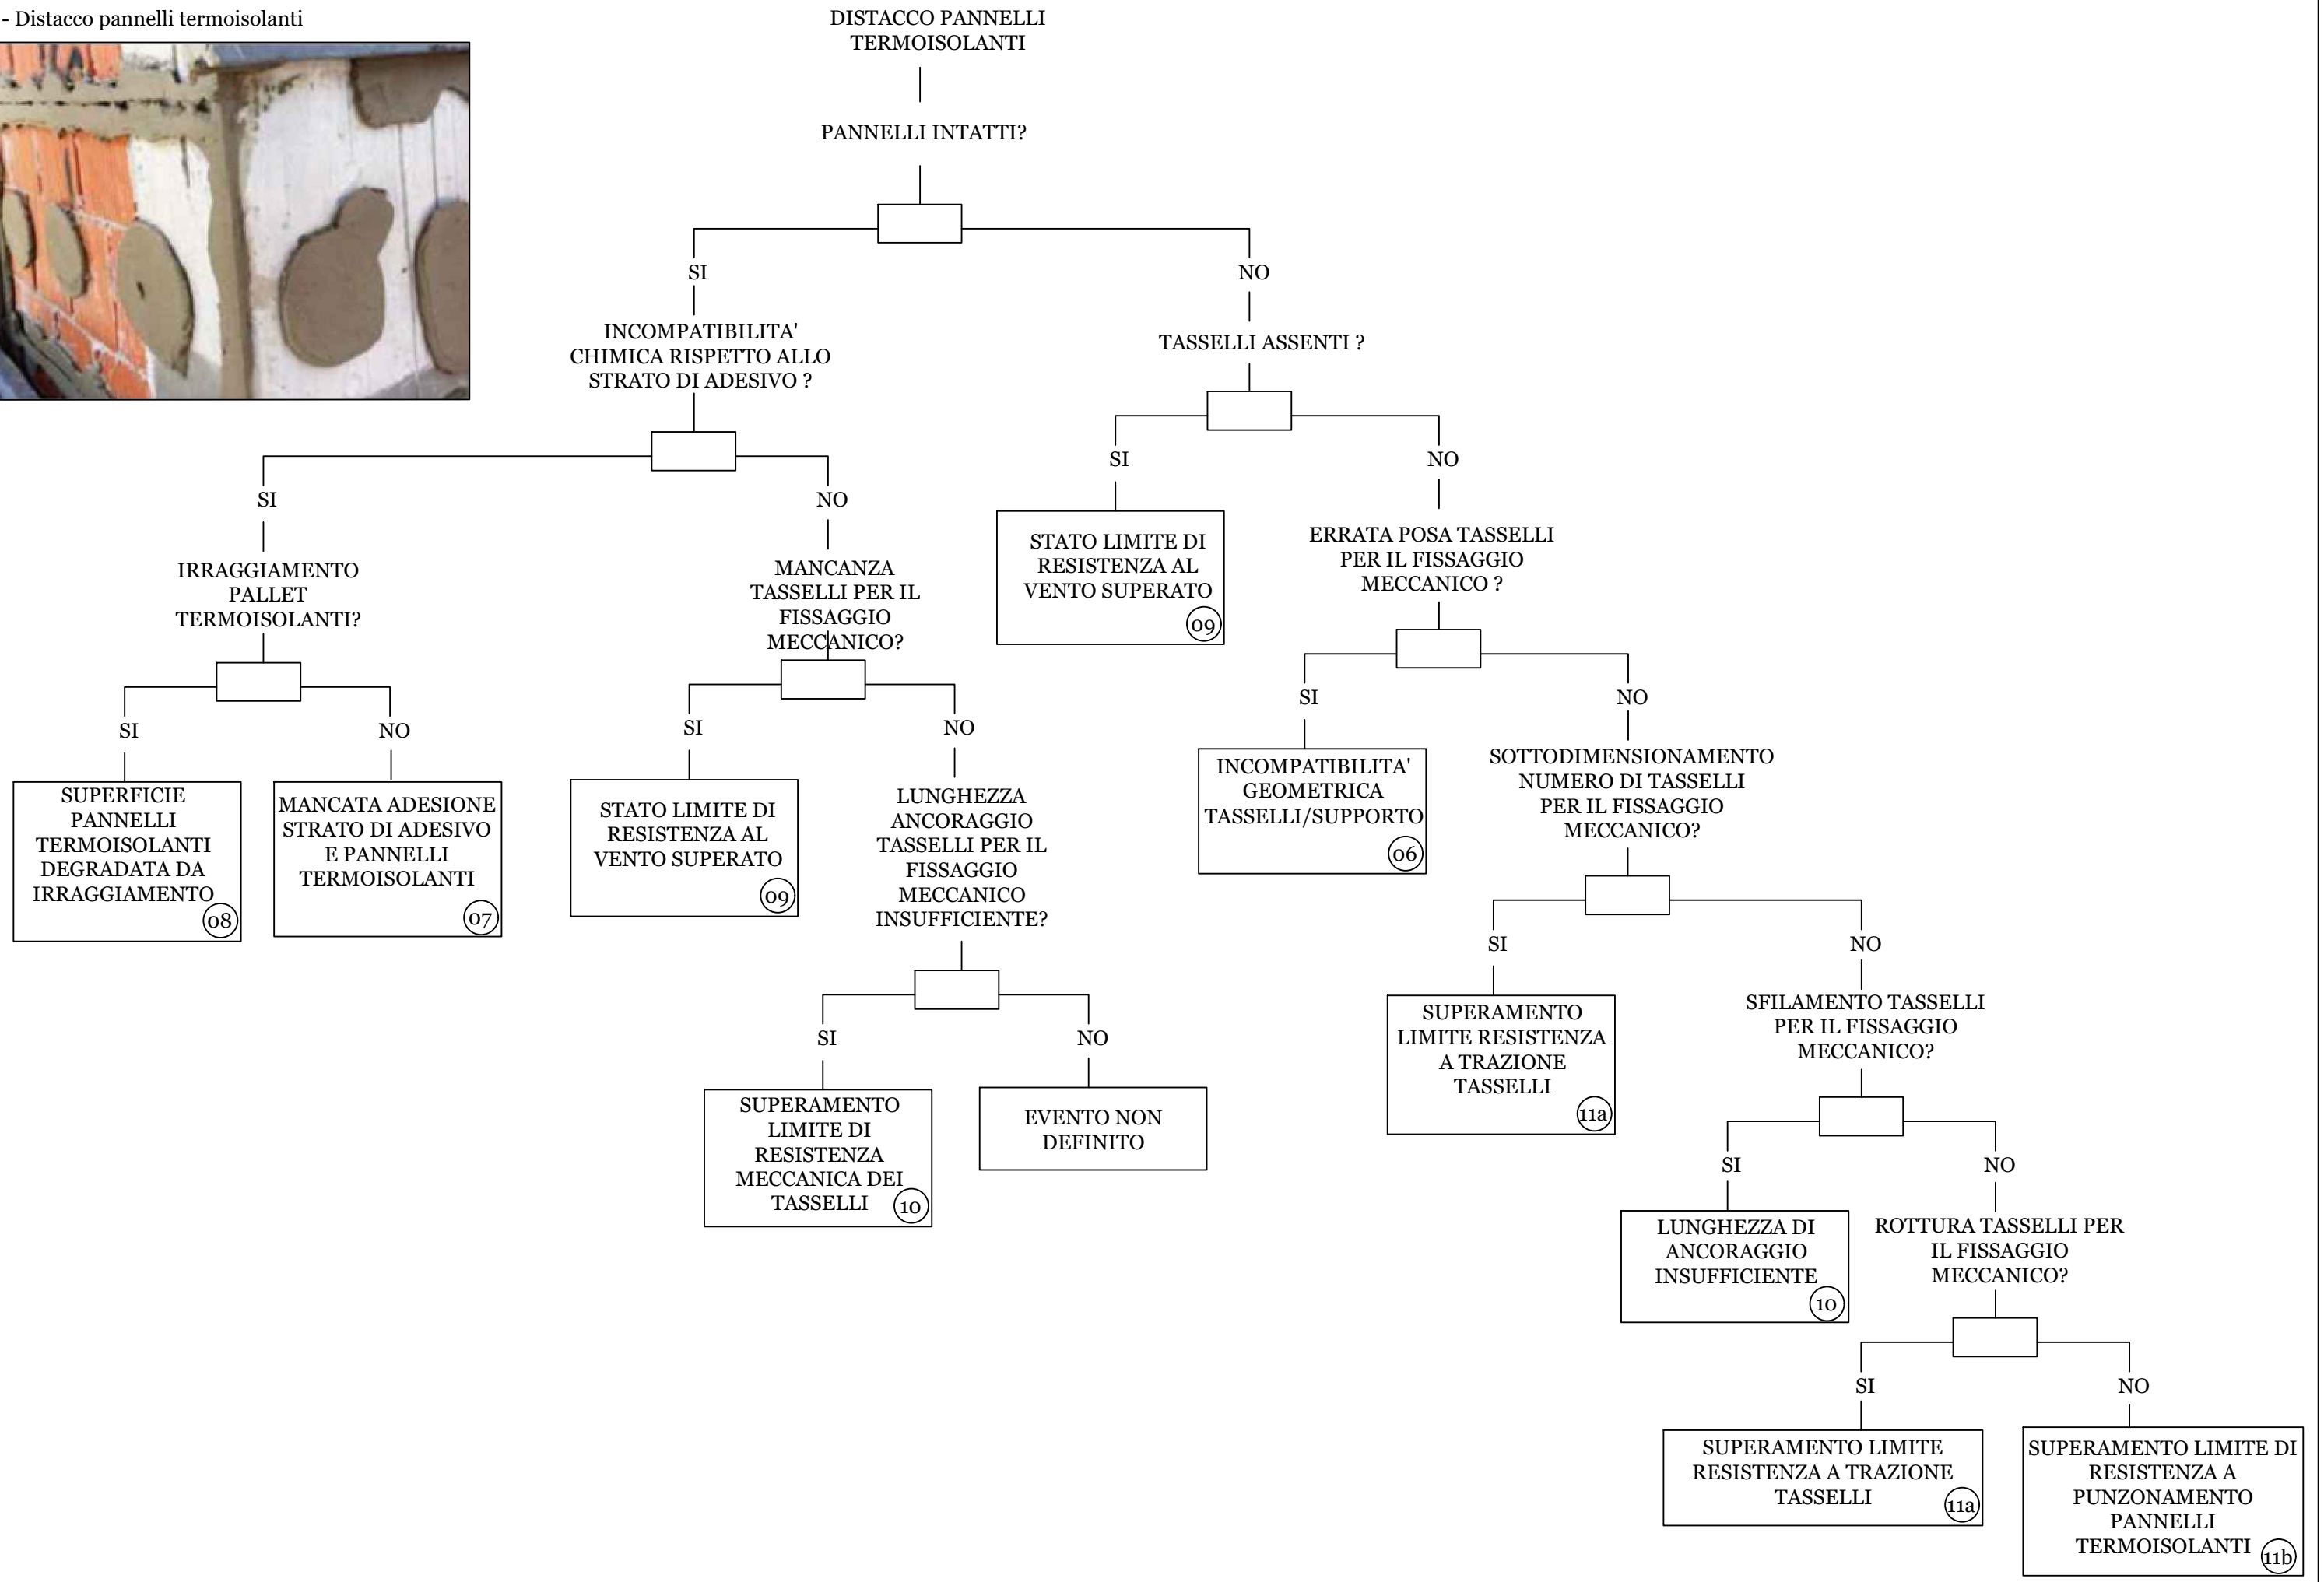 - Distacco pannelli termoisolanti
DISTACCO PANNELLI
TERMOISOLANTI
PANNELLI INTATTI?
SI
NO
INCOMPATIBILITA'
CHIMICA RISPETTO ALLO
STRATO DI ADESIVO ?
TASSELLI ASSENTI ?
SI
NO
SI
NO
IRRAGGIAMENTO
PALLET
TERMOISOLANTI?
MANCANZA
TASSELLI PER IL
FISSAGGIO
MECCANICO?
STATO LIMITE DI
RESISTENZA AL
VENTO SUPERATO
09
ERRATA POSA TASSELLI
PER IL FISSAGGIO
MECCANICO ?
SI
NO
SI
NO
SI
NO
SUPERFICIE
PANNELLI
TERMOISOLANTI
DEGRADATA DA
IRRAGGIAMENTO
08
MANCATA ADESIONE
STRATO DI ADESIVO
E PANNELLI
TERMOISOLANTI
07
STATO LIMITE DI
RESISTENZA AL
VENTO SUPERATO
09
LUNGHEZZA
ANCORAGGIO
TASSELLI PER IL
FISSAGGIO
MECCANICO
INSUFFICIENTE?
INCOMPATIBILITA'
GEOMETRICA
TASSELLI/SUPPORTO
06
SOTTODIMENSIONAMENTO
NUMERO DI TASSELLI
PER IL FISSAGGIO
MECCANICO?
SI
NO
SI
NO
SUPERAMENTO
LIMITE DI
RESISTENZA
MECCANICA DEI
TASSELLI
10
EVENTO NON
DEFINITO
SUPERAMENTO
LIMITE RESISTENZA
A TRAZIONE
TASSELLI
11a
SFILAMENTO TASSELLI
PER IL FISSAGGIO
MECCANICO?
SI
NO
LUNGHEZZA DI
ANCORAGGIO
INSUFFICIENTE
10
ROTTURA TASSELLI PER
IL FISSAGGIO
MECCANICO?
SI
NO
SUPERAMENTO LIMITE
RESISTENZA A TRAZIONE
TASSELLI
11a
SUPERAMENTO LIMITE DI
RESISTENZA A
PUNZONAMENTO
PANNELLI
TERMOISOLANTI
11b